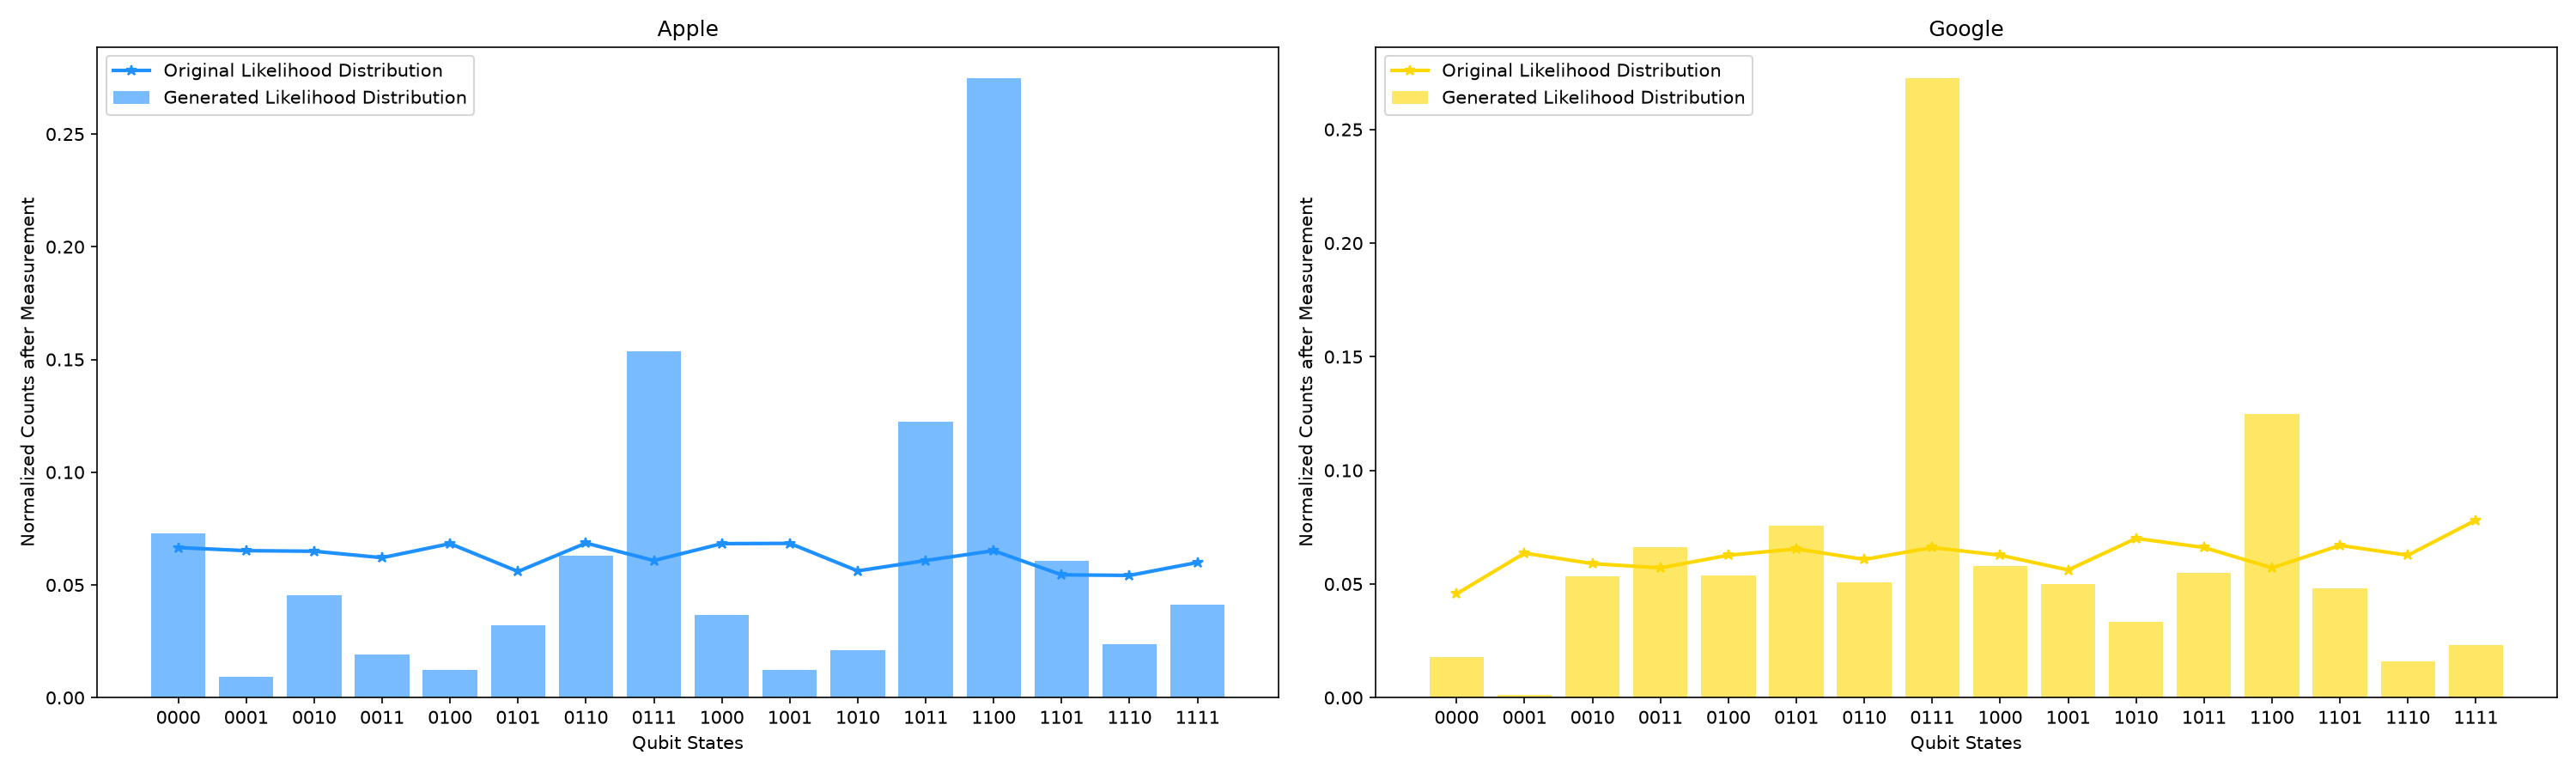 Apple
Original Likelihood Distribution
Generated Likelihood Distribution
Normalized Counts after Measurement
0.25
0.20
0.15
0.10
0.05
0.00
0000 0001 0010 0011 0100 0101 0110 0111 1000 1001 1010 1011 1100 1101 1110 1111
Qubit States
Google
Original Likelihood Distribution
Generated Likelihood Distribution
Normalized Counts after Measurement
0.25
0.20
0.15
0.10
0.05
0.00
0000 0001 0010 0011 0100 0101 0110 0111 1000 1001 1010 1011 1100 1101 1110 1111
Qubit States